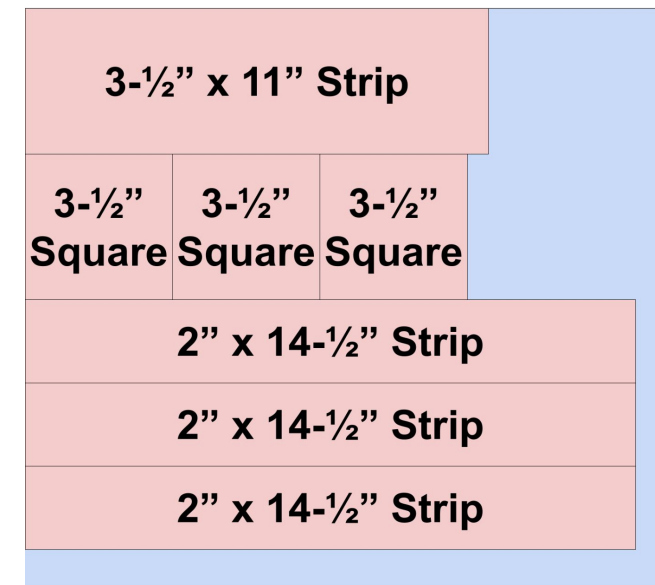 3-½” x 11” Strip
3-½” 3-½” 3-½”
Square Square Square
2” x 14-½” Strip
2” x 14-½” Strip
2” x 14-½” Strip